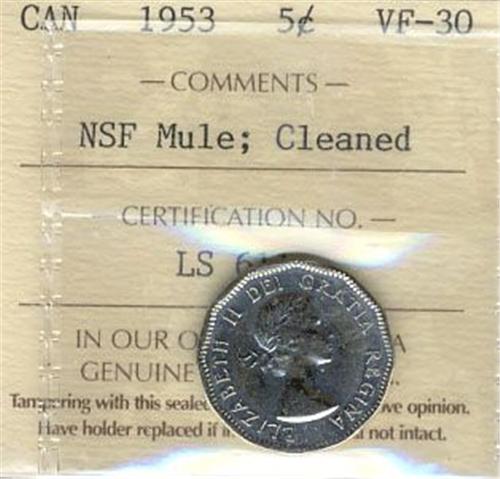 CAN 1953 5¢ VF-30
— COMMENTS —
NSF Mule; Cleaned
CERTIFICATION NO. —
LS
IN OUR
GENUINE
Tampering with this opinion.
Have holder replaced if not intact.
ELIZABETH II DEI GRATIA REGINA